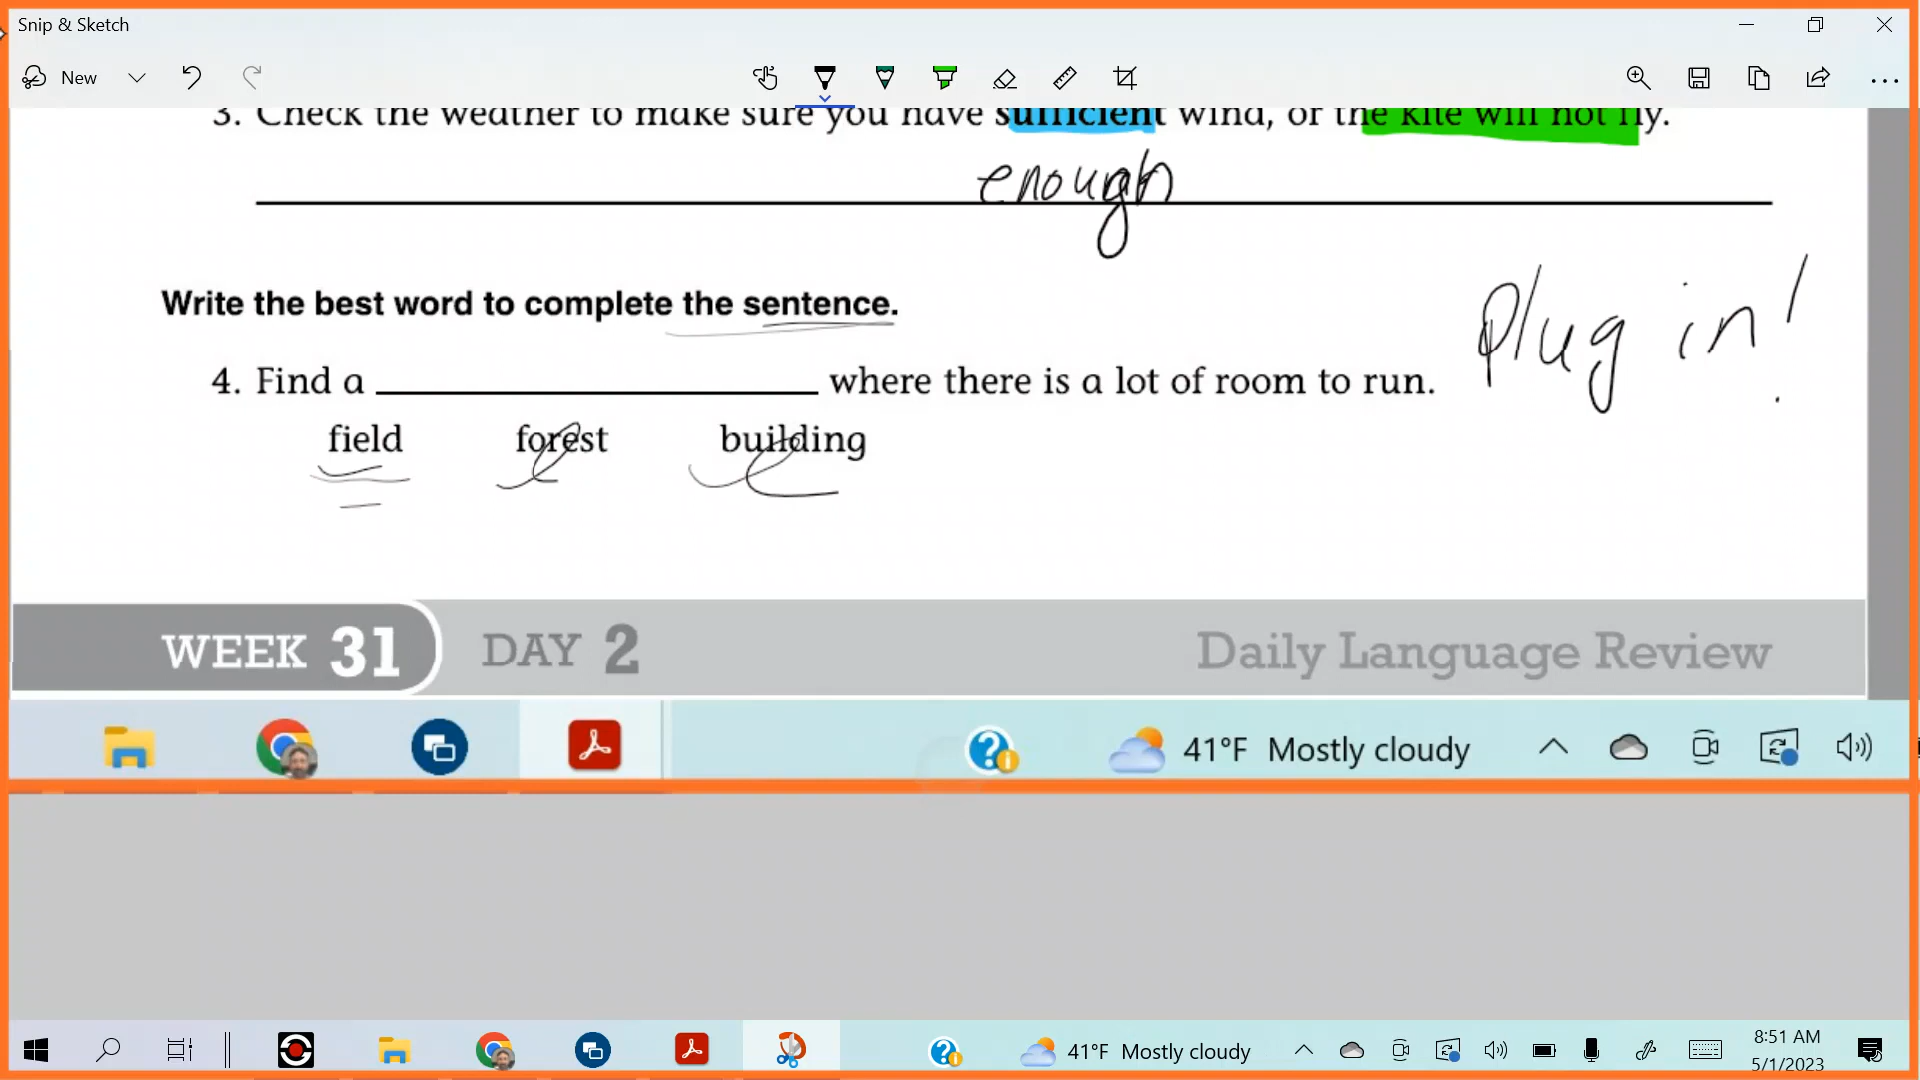 Snip & Sketch
New
3. Check the weather to make sure you have sufficient wind, or the kite will not fly.
enough
Write the best word to complete the sentence.
Plug in!
4. Find a ____________ where there is a lot of room to run.
field forest building
WEEK 31 DAY 2 Daily Language Review
41°F Mostly cloudy
41°F Mostly cloudy
8:51 AM
5/1/2023